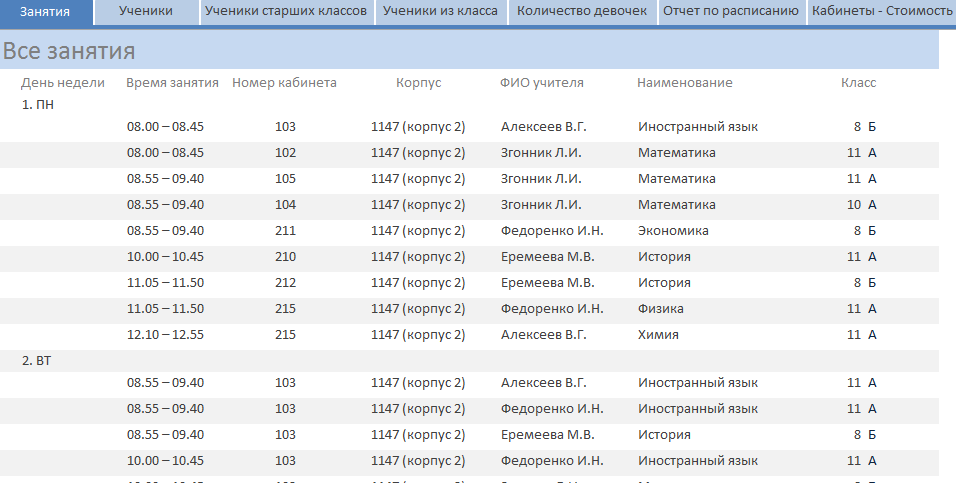 Занятия Ученики Ученики старших классов Ученики из класса Количество девочек Отчет по расписанию Кабинеты - Стоимость
Все занятия
День недели Время занятия Номер кабинета Корпус ФИО учителя Наименование Класс
1. ПН
08.00 – 08.45 103 1147 (корпус 2) Алексеев В.Г. Иностранный язык 8 Б
08.00 – 08.45 102 1147 (корпус 2) Згонник Л.И. Математика 11 А
08.55 – 09.40 105 1147 (корпус 2) Згонник Л.И. Математика 11 А
08.55 – 09.40 104 1147 (корпус 2) Згонник Л.И. Математика 10 А
08.55 – 09.40 211 1147 (корпус 2) Федоренко И.Н. Экономика 8 Б
10.00 – 10.45 210 1147 (корпус 2) Еремеева М.В. История 11 А
11.05 – 11.50 212 1147 (корпус 2) Еремеева М.В. История 8 Б
11.05 – 11.50 215 1147 (корпус 2) Федоренко И.Н. Физика 11 А
12.10 – 12.55 215 1147 (корпус 2) Алексеев В.Г. Химия 11 А
2. ВТ
08.55 – 09.40 103 1147 (корпус 2) Алексеев В.Г. Иностранный язык 11 А
08.55 – 09.40 103 1147 (корпус 2) Федоренко И.Н. Иностранный язык 11 А
08.55 – 09.40 103 1147 (корпус 2) Еремеева М.В. История 8 Б
10.00 – 10.45 103 1147 (корпус 2) Федоренко И.Н. Иностранный язык 11 А